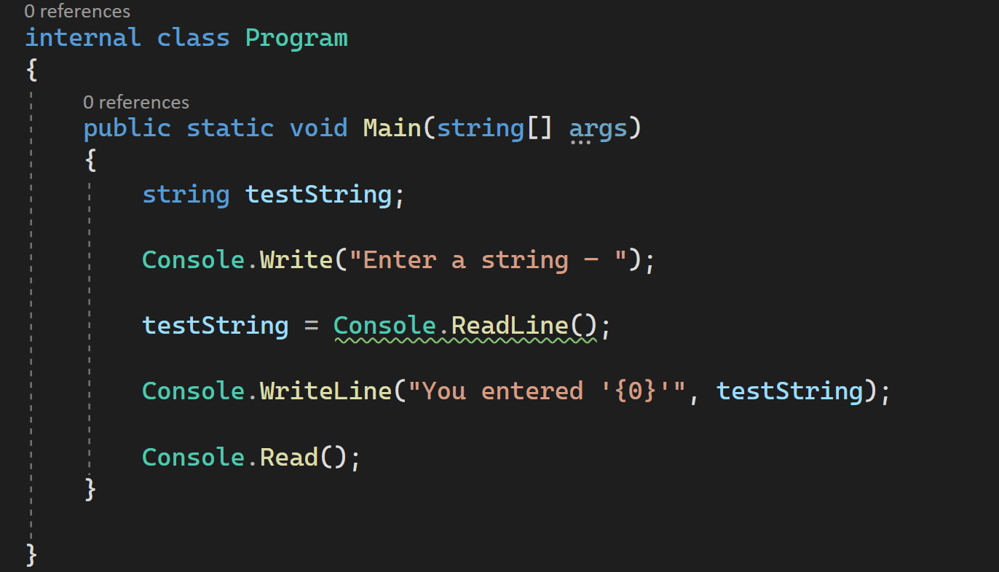 0 references
internal class Program
{
0 references
public static void Main(string[] args)
{
string testString;
Console.Write("Enter a string - ");
testString = Console.ReadLine();
Console.WriteLine("You entered '{0}'", testString);
Console.Read();
}
}